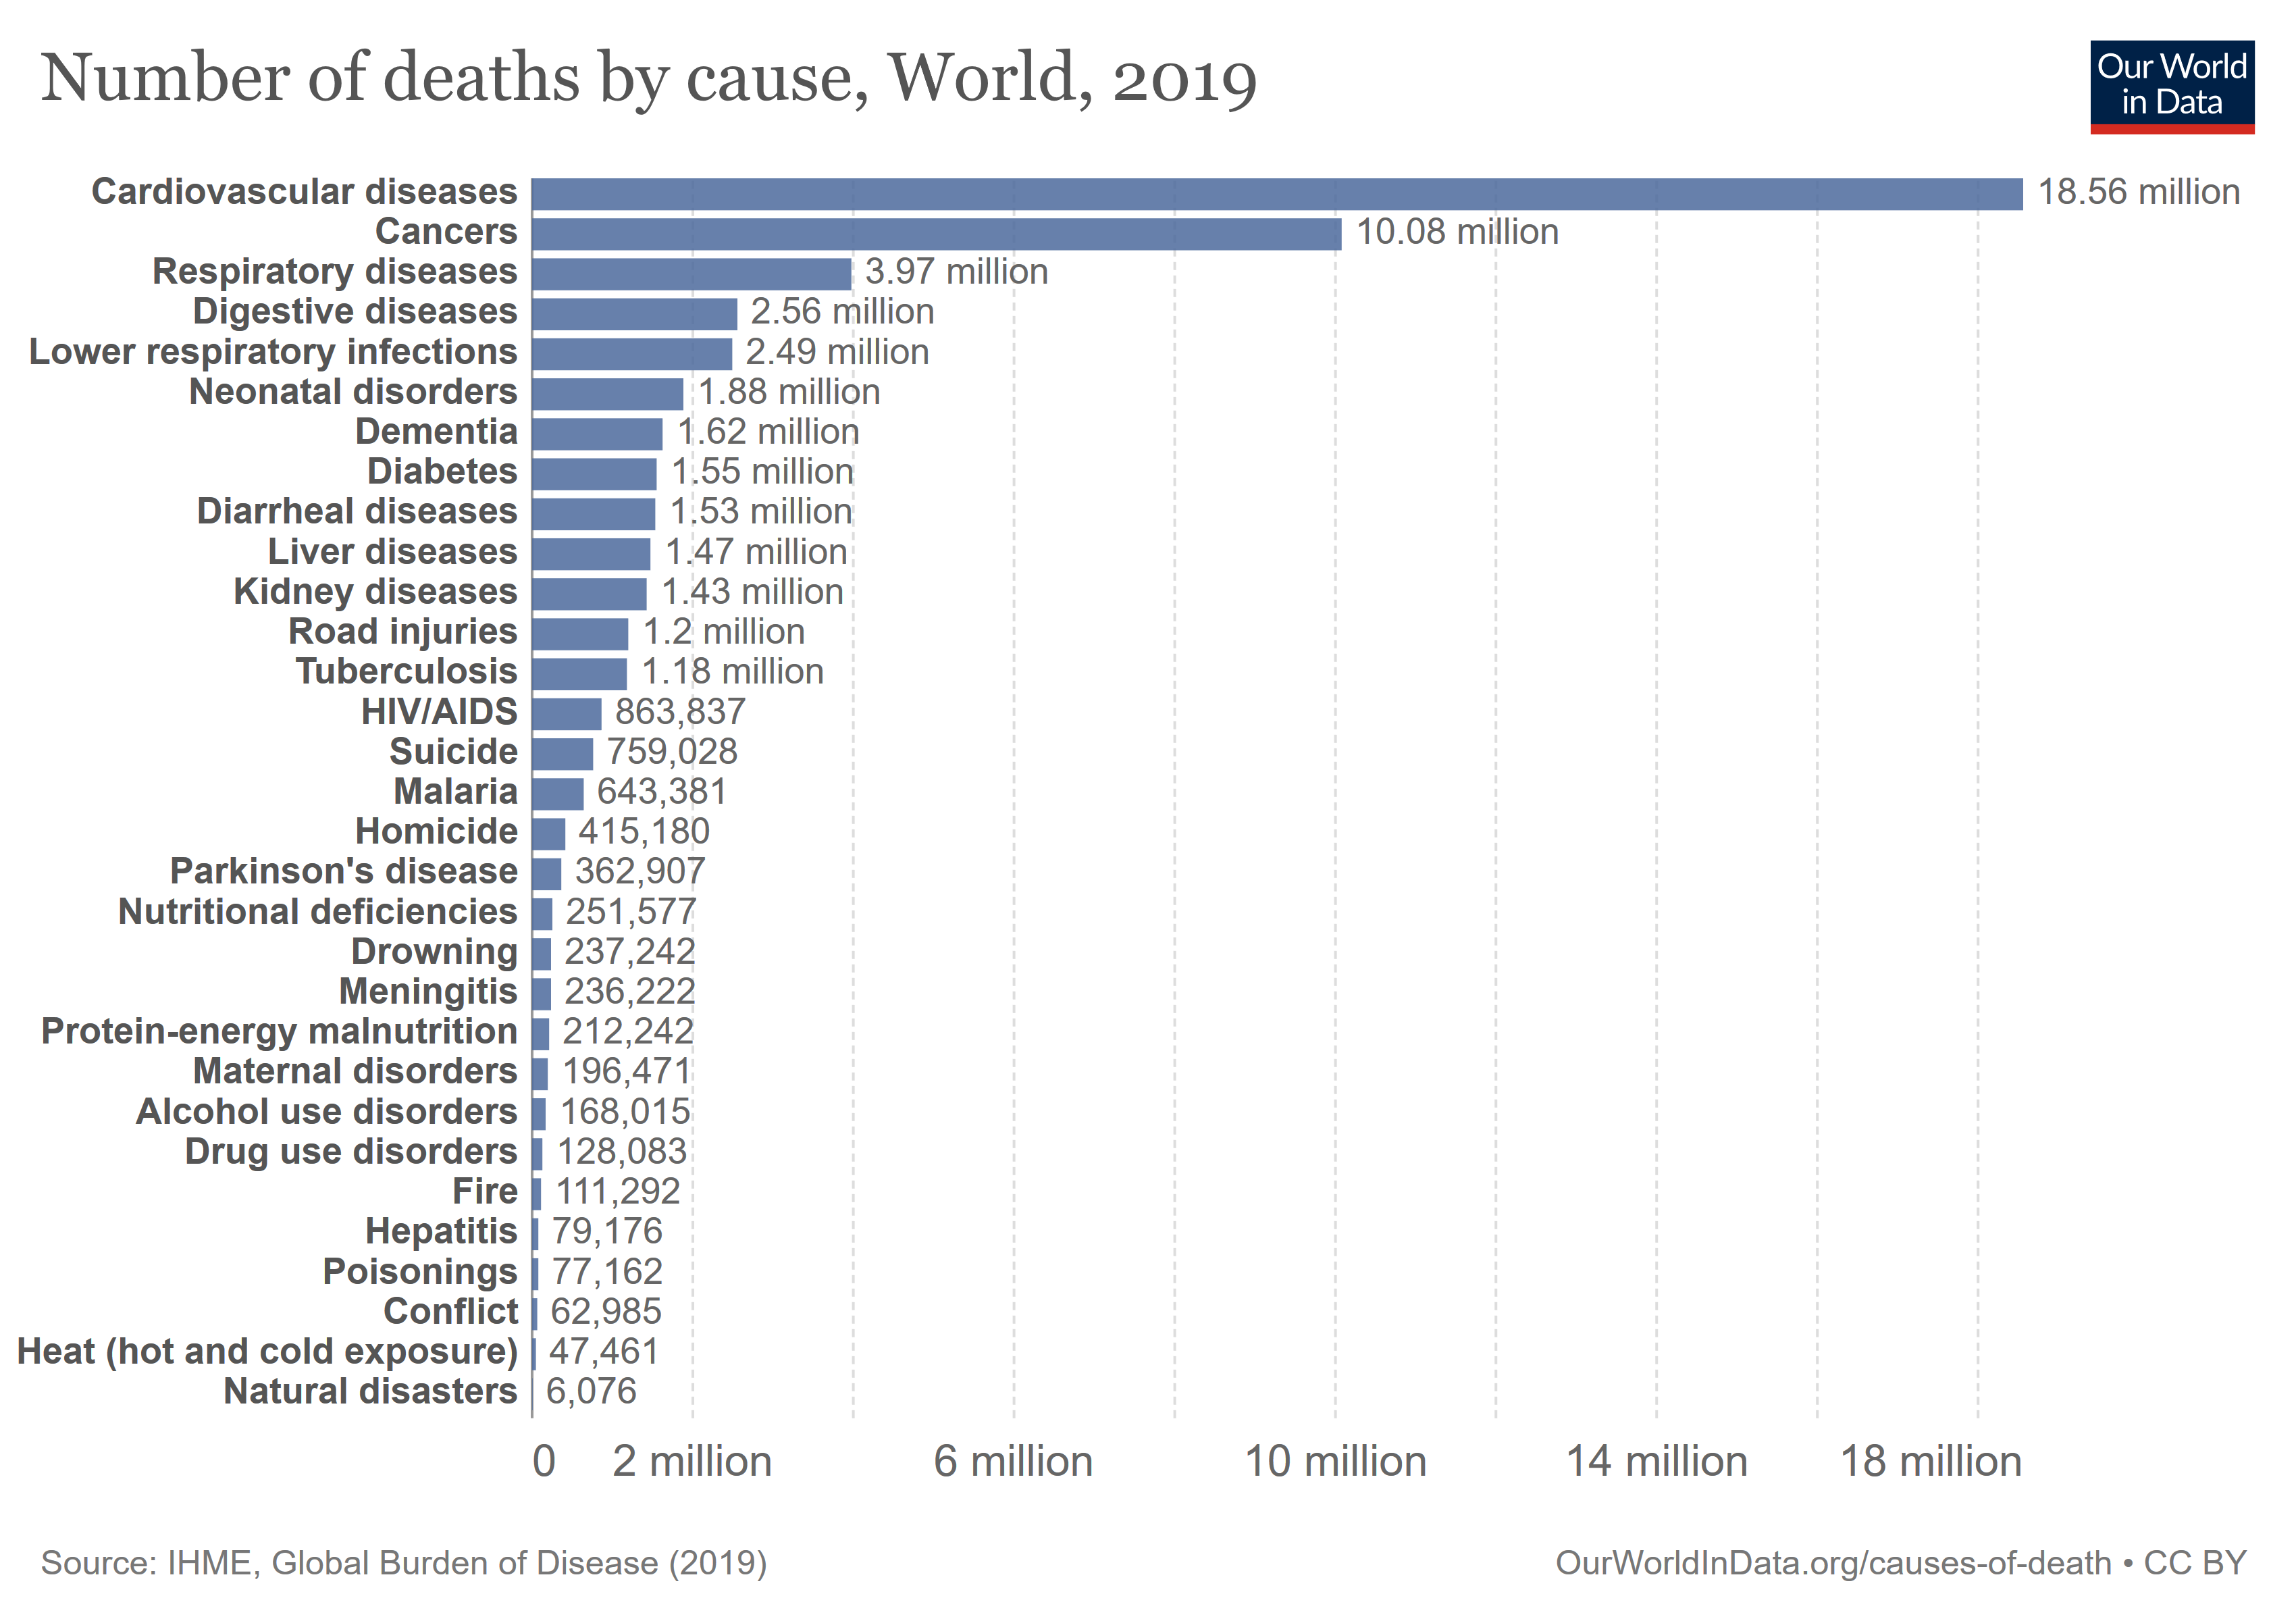 Number of deaths by cause, World, 2019
Our World
in Data
Cardiovascular diseases 18.56 million
Cancers 10.08 million
Respiratory diseases 3.97 million
Digestive diseases 2.56 million
Lower respiratory infections 2.49 million
Neonatal disorders 1.88 million
Dementia 1.62 million
Diabetes 1.55 million
Diarrheal diseases 1.53 million
Liver diseases 1.47 million
Kidney diseases 1.43 million
Road injuries 1.2 million
Tuberculosis 1.18 million
HIV/AIDS 863,837
Suicide 759,028
Malaria 643,381
Homicide 415,180
Parkinson's disease 362,907
Nutritional deficiencies 251,577
Drowning 237,242
Meningitis 236,222
Protein-energy malnutrition 212,242
Maternal disorders 196,471
Alcohol use disorders 168,015
Drug use disorders 128,083
Fire 111,292
Hepatitis 79,176
Poisonings 77,162
Conflict 62,985
Heat (hot and cold exposure) 47,461
Natural disasters 6,076
0 2 million 6 million 10 million 14 million 18 million
Source: IHME, Global Burden of Disease (2019) OurWorldInData.org/causes-of-death • CC BY